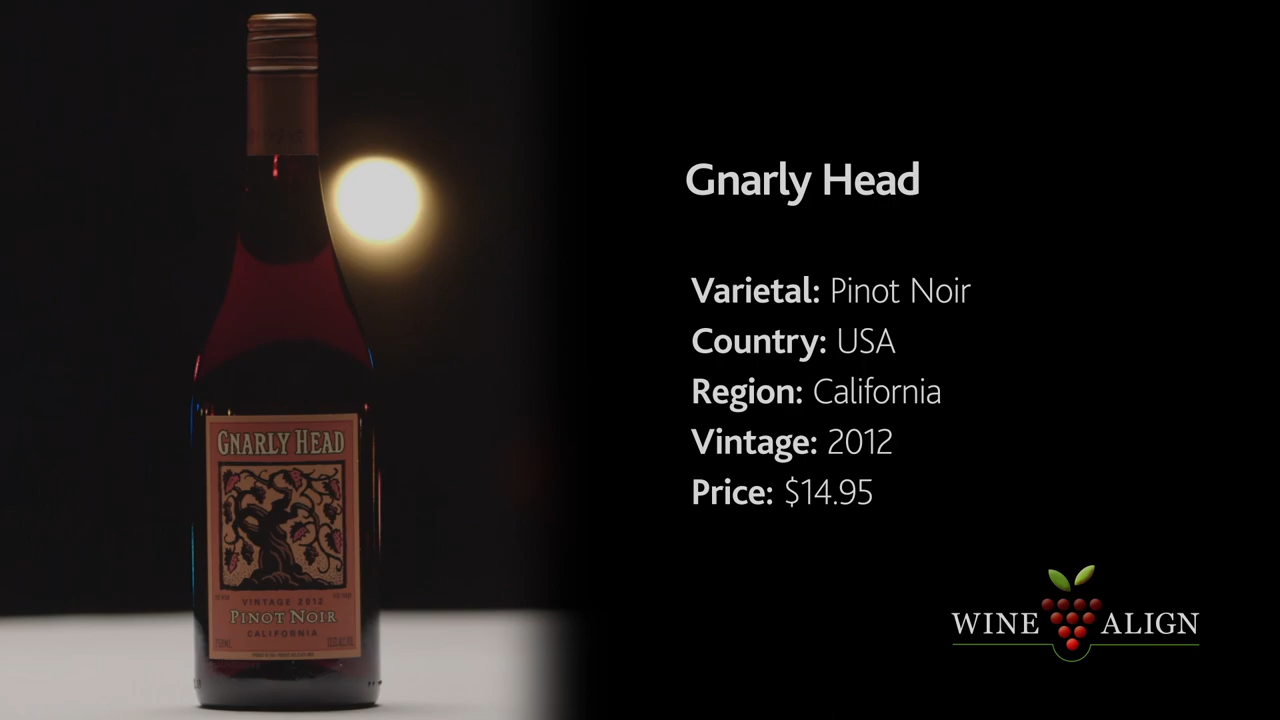 GNARLY HEAD
VINTAGE 2012
PINOT NOIR
CALIFORNIA
750ML
Gnarly Head
Varietal: Pinot Noir
Country: USA
Region: California
Vintage: 2012
Price: $14.95
WINE ALIGN